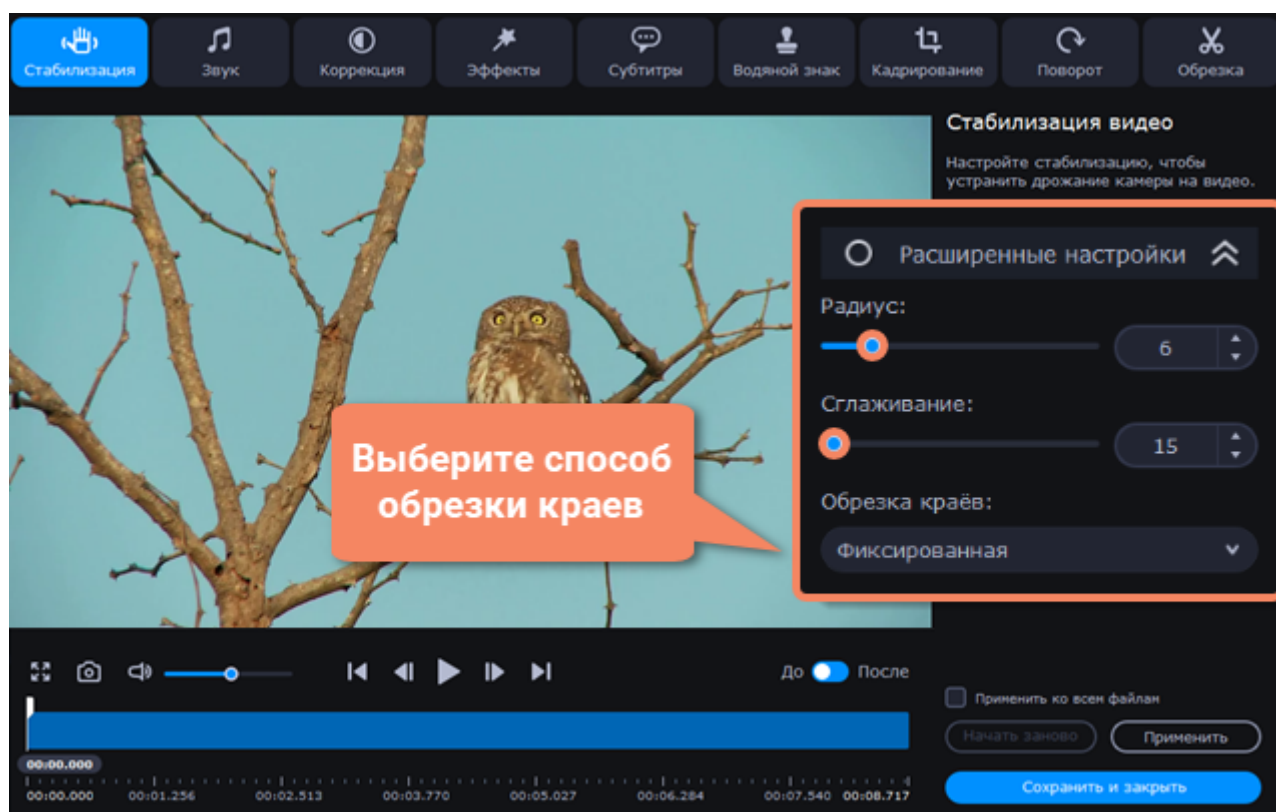 Стабилизация
Звук
Коррекция
Эффекты
Субтитры
Водяной знак
Кадрирование
Поворот
Обрезка
Стабилизация видео
Настройте стабилизацию, чтобы
устранить дрожание камеры на видео.
Расширенные настройки
Радиус:
6
Сглаживание:
15
Обрезка краёв:
Фиксированная
Выберите способ
обрезки краев
До
После
Применить ко всем файлам
Начать заново
Применить
Сохранить и закрыть
00:00.000
00:00.000
00:01.256
00:02.513
00:03.770
00:05.027
00:06.284
00:07.540
00:08.717